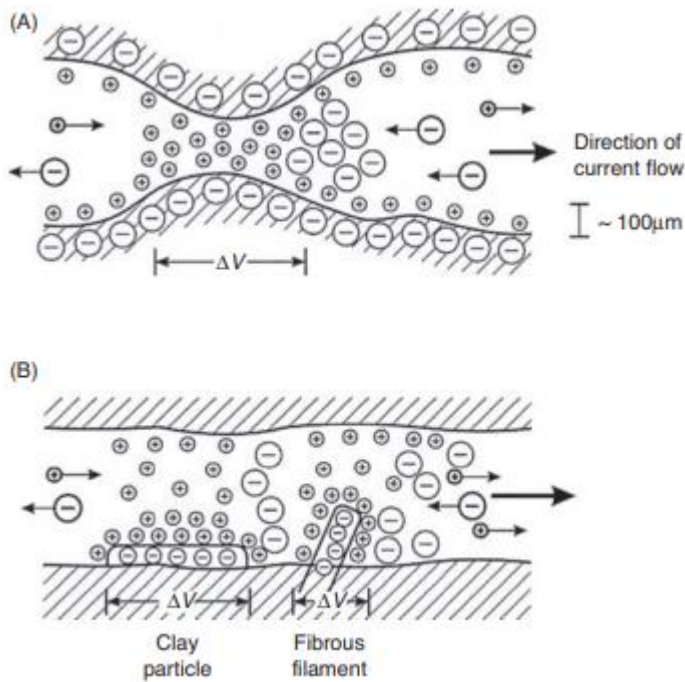 (A)
Direction of
current flow
~ 100μm
ΔV
(B)
ΔV
ΔV
Clay
particle
Fibrous
filament